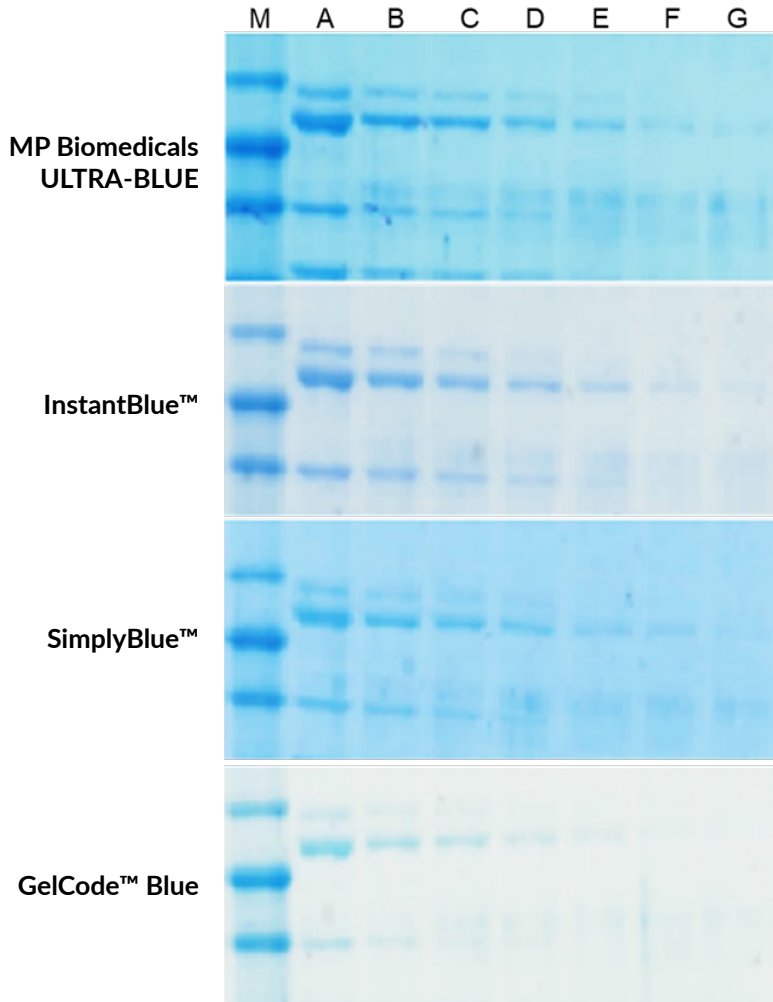 M A B C D E F G
MP Biomedicals
ULTRA-BLUE
InstantBlue™
SimplyBlue™
GelCode™ Blue